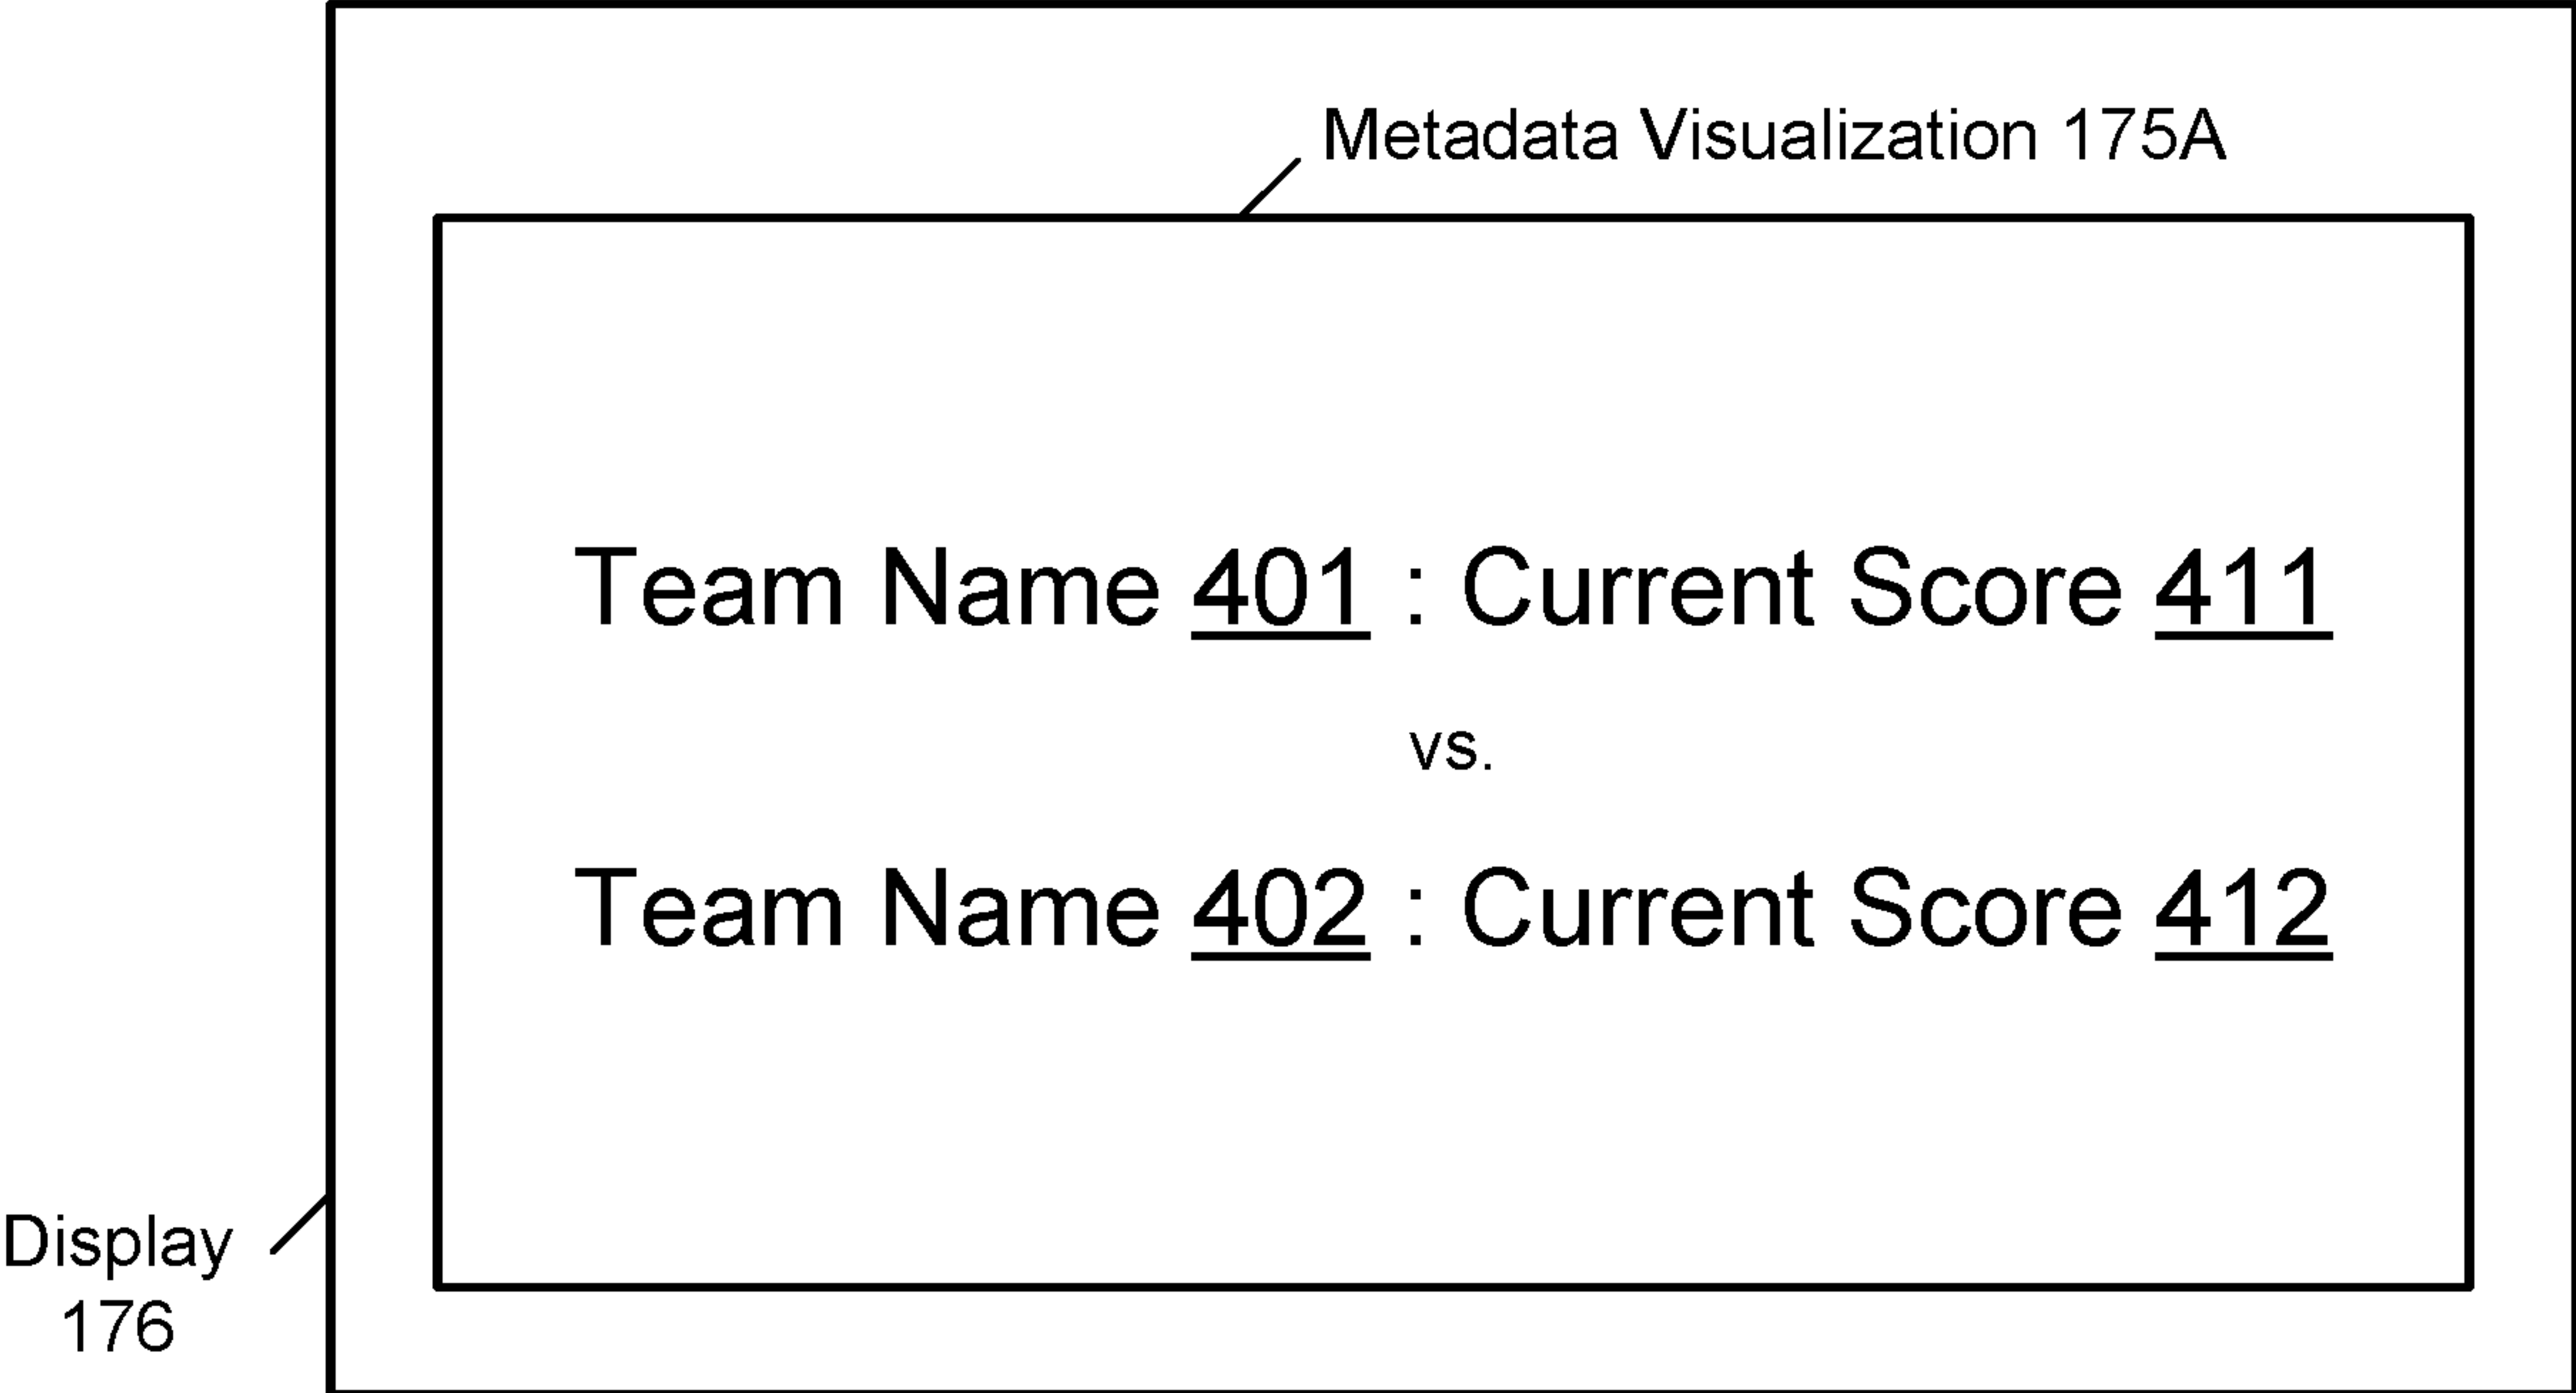 Metadata Visualization 175A
Team Name 401 : Current Score 411
vs.
Team Name 402 : Current Score 412
Display
176